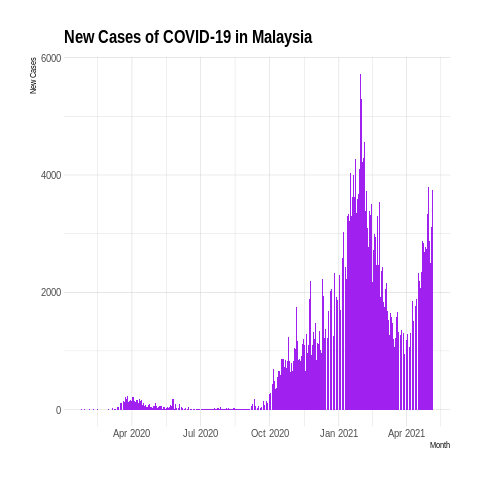 New Cases of COVID-19 in Malaysia
New Cases
6000
4000
2000
0
Apr 2020 Jul 2020 Oct 2020 Jan 2021 Apr 2021
Month